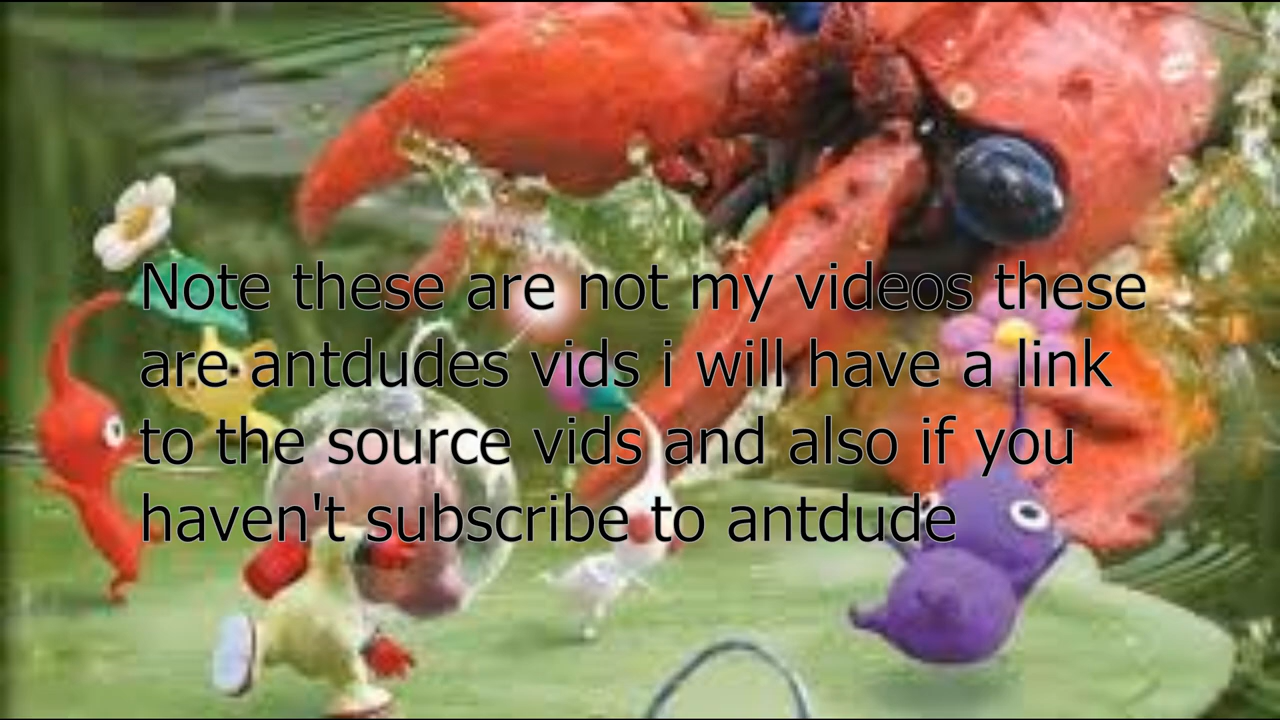 Note these are not my videos these
are antdudes vids i will have a link
to the source vids and also if you
haven't subscribe to antdude